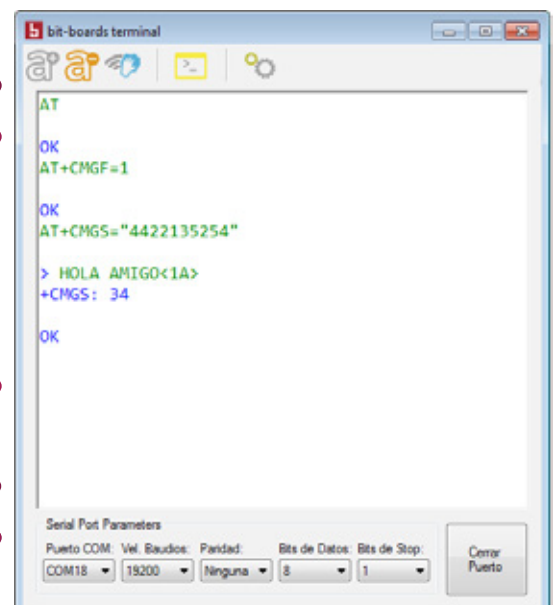 bit-boards terminal
AT
OK
AT+CMGF=1
OK
AT+CMGS="4422135254"
> HOLA AMIGO<1A>
+CMGS: 34
OK
Serial Port Parameters
Puerto COM: Vel. Baudios: Paridad: Bits de Datos: Bits de Stop:
COM18 19200 Ninguna 8 1
Cerrar
Puerto